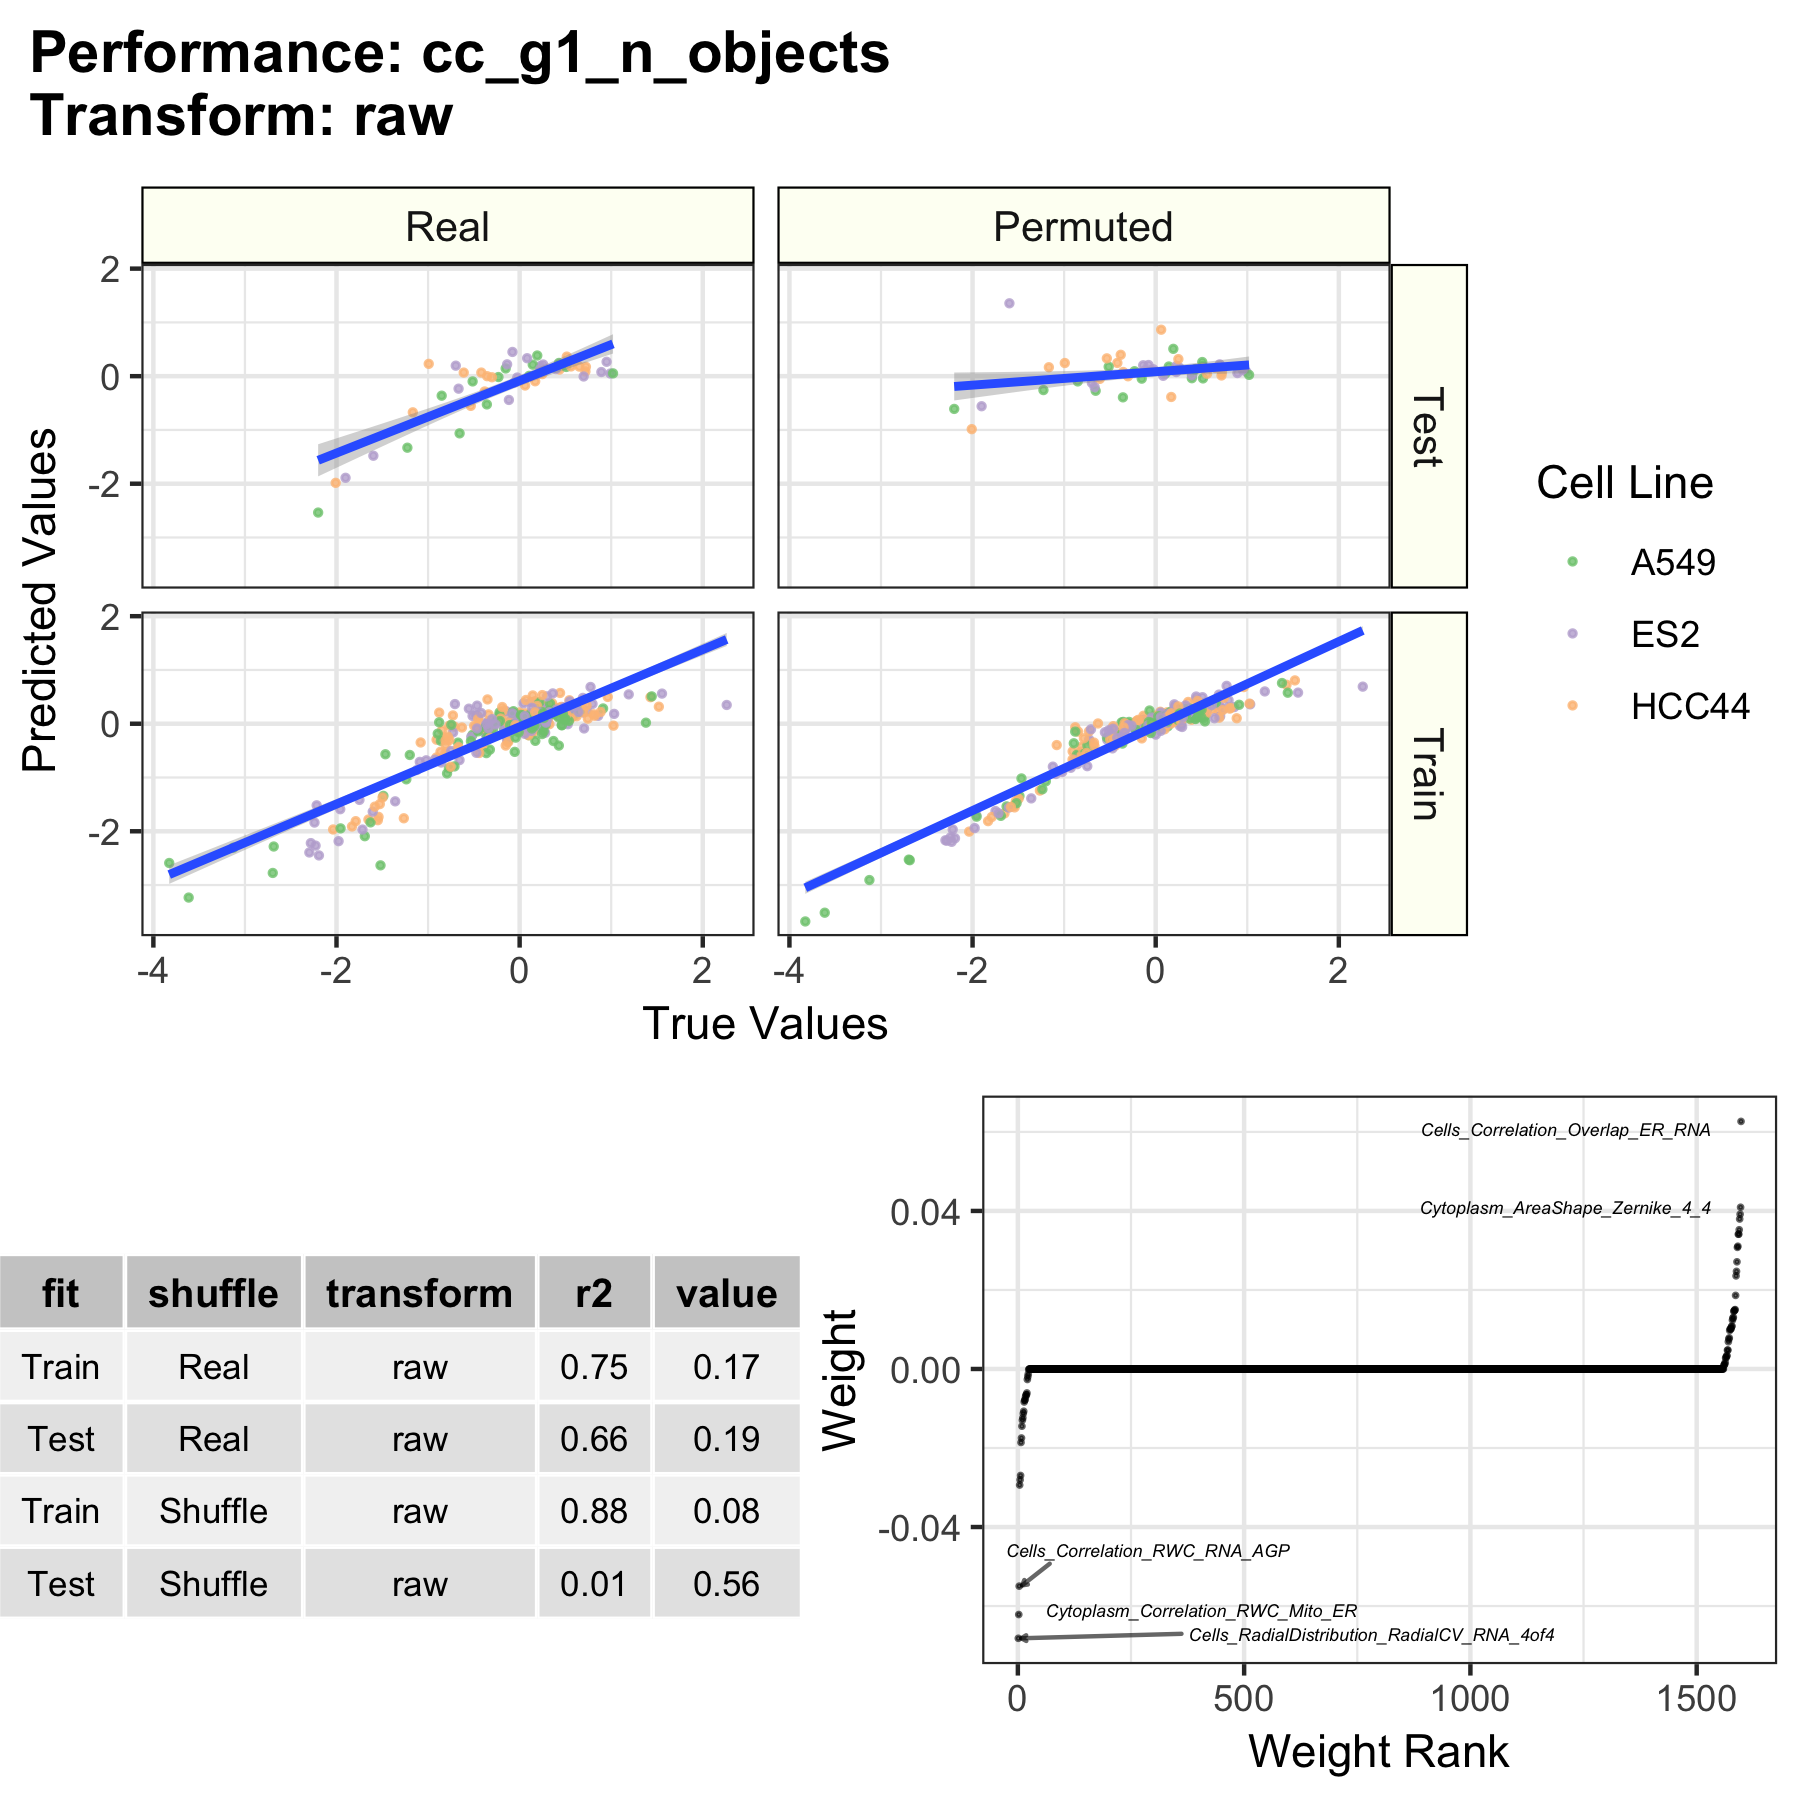 Performance: cc_g1_n_objects
Transform: raw
Real
Permuted
2
0
-2
Test
2
0
-2
Train
-4
-2
0
2
-4
-2
0
2
Predicted Values
True Values
Cell Line
A549
ES2
HCC44
fit shuffle transform r2 value
Train Real raw 0.75 0.17
Test Real raw 0.66 0.19
Train Shuffle raw 0.88 0.08
Test Shuffle raw 0.01 0.56
Weight
0.04
0.00
-0.04
Cells_Correlation_Overlap_ER_RNA
Cytoplasm_AreaShape_Zernike_4_4
Cells_Correlation_RWC_RNA_AGP
Cytoplasm_Correlation_RWC_Mito_ER
Cells_RadialDistribution_RadialCV_RNA_4of4
0
500
1000
1500
Weight Rank